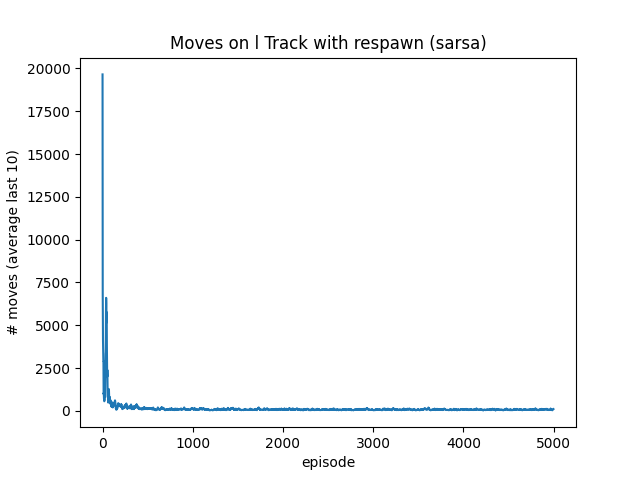 Moves on l Track with respawn (sarsa)
20000
17500
15000
12500
10000
7500
5000
2500
0
# moves (average last 10)
0 1000 2000 3000 4000 5000
episode